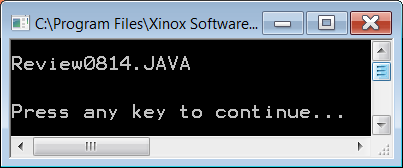 C:\Program Files\Xinox Software...
Review0814.JAVA
Press any key to continue...